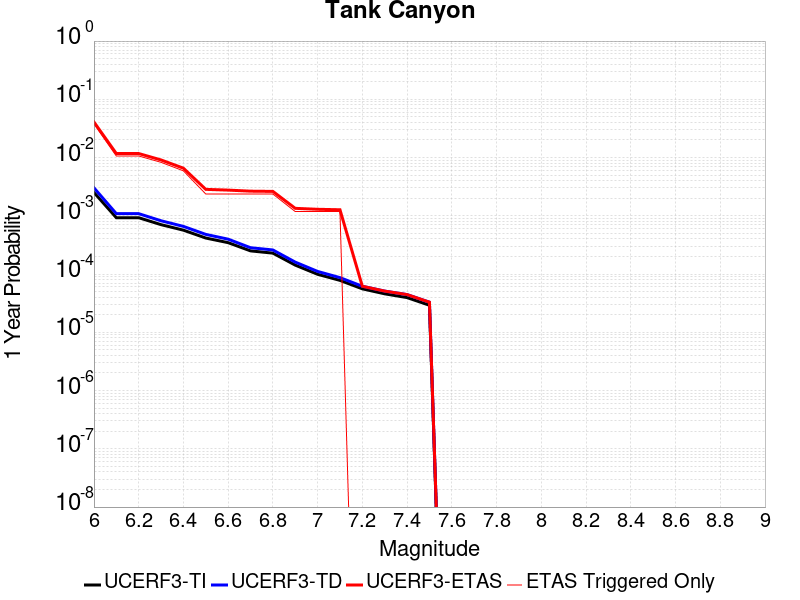 Tank Canyon
10^0
10^-1
10^-2
10^-3
10^-4
10^-5
10^-6
10^-7
10^-8
1 Year Probability
6 6.2 6.4 6.6 6.8 7 7.2 7.4 7.6 7.8 8 8.2 8.4 8.6 8.8 9
Magnitude
UCERF3-TI UCERF3-TD UCERF3-ETAS ETAS Triggered Only